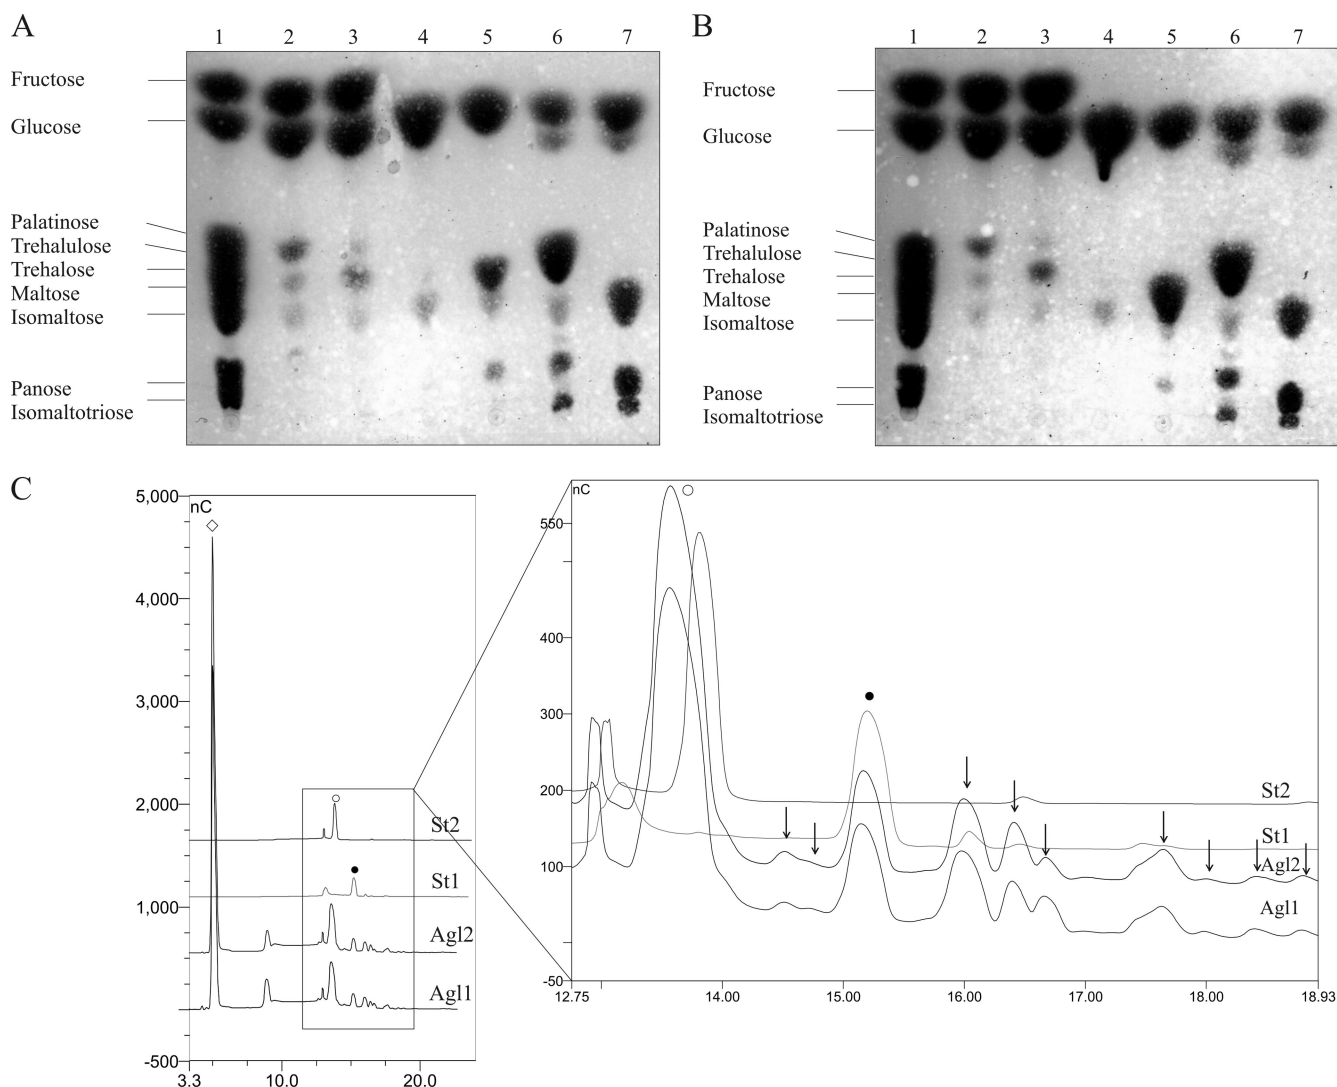 A
1 2 3 4 5 6 7
Fructose
Glucose
Palatinose
Trehalulose
Trehalose
Maltose
Isomaltose
Panose
Isomaltotriose
B
1 2 3 4 5 6 7
Fructose
Glucose
Palatinose
Trehalulose
Trehalose
Maltose
Isomaltose
Panose
Isomaltotriose
C
5,000
nC
4,000
3,000
2,000
St2
St1
1,000
Agl2
Agl1
-500
3.3 10.0 20.0
nC
550
400
300
200
St2
St1
100
Agl2
Agl1
-50
12.75 14.00 15.00 16.00 17.00 18.00 18.93